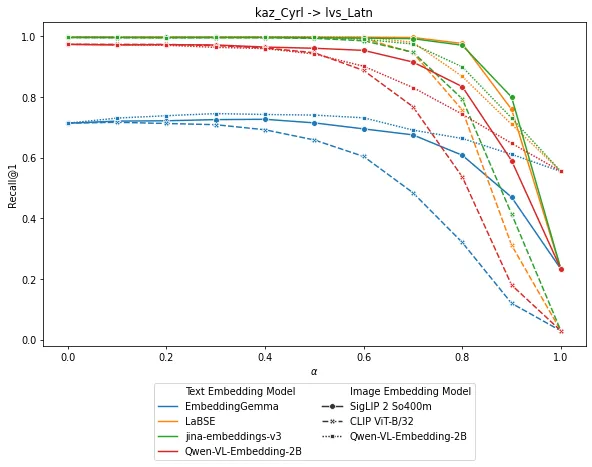 kaz_Cyrl -> lvs_Latn
Recall@1
1.0
0.8
0.6
0.4
0.2
0.0
0.0 0.2 0.4 0.6 0.8 1.0
α
Text Embedding Model
EmbeddingGemma
LaBSE
jina-embeddings-v3
Qwen-VL-Embedding-2B
Image Embedding Model
SigLIP 2 So400m
CLIP ViT-B/32
Qwen-VL-Embedding-2B